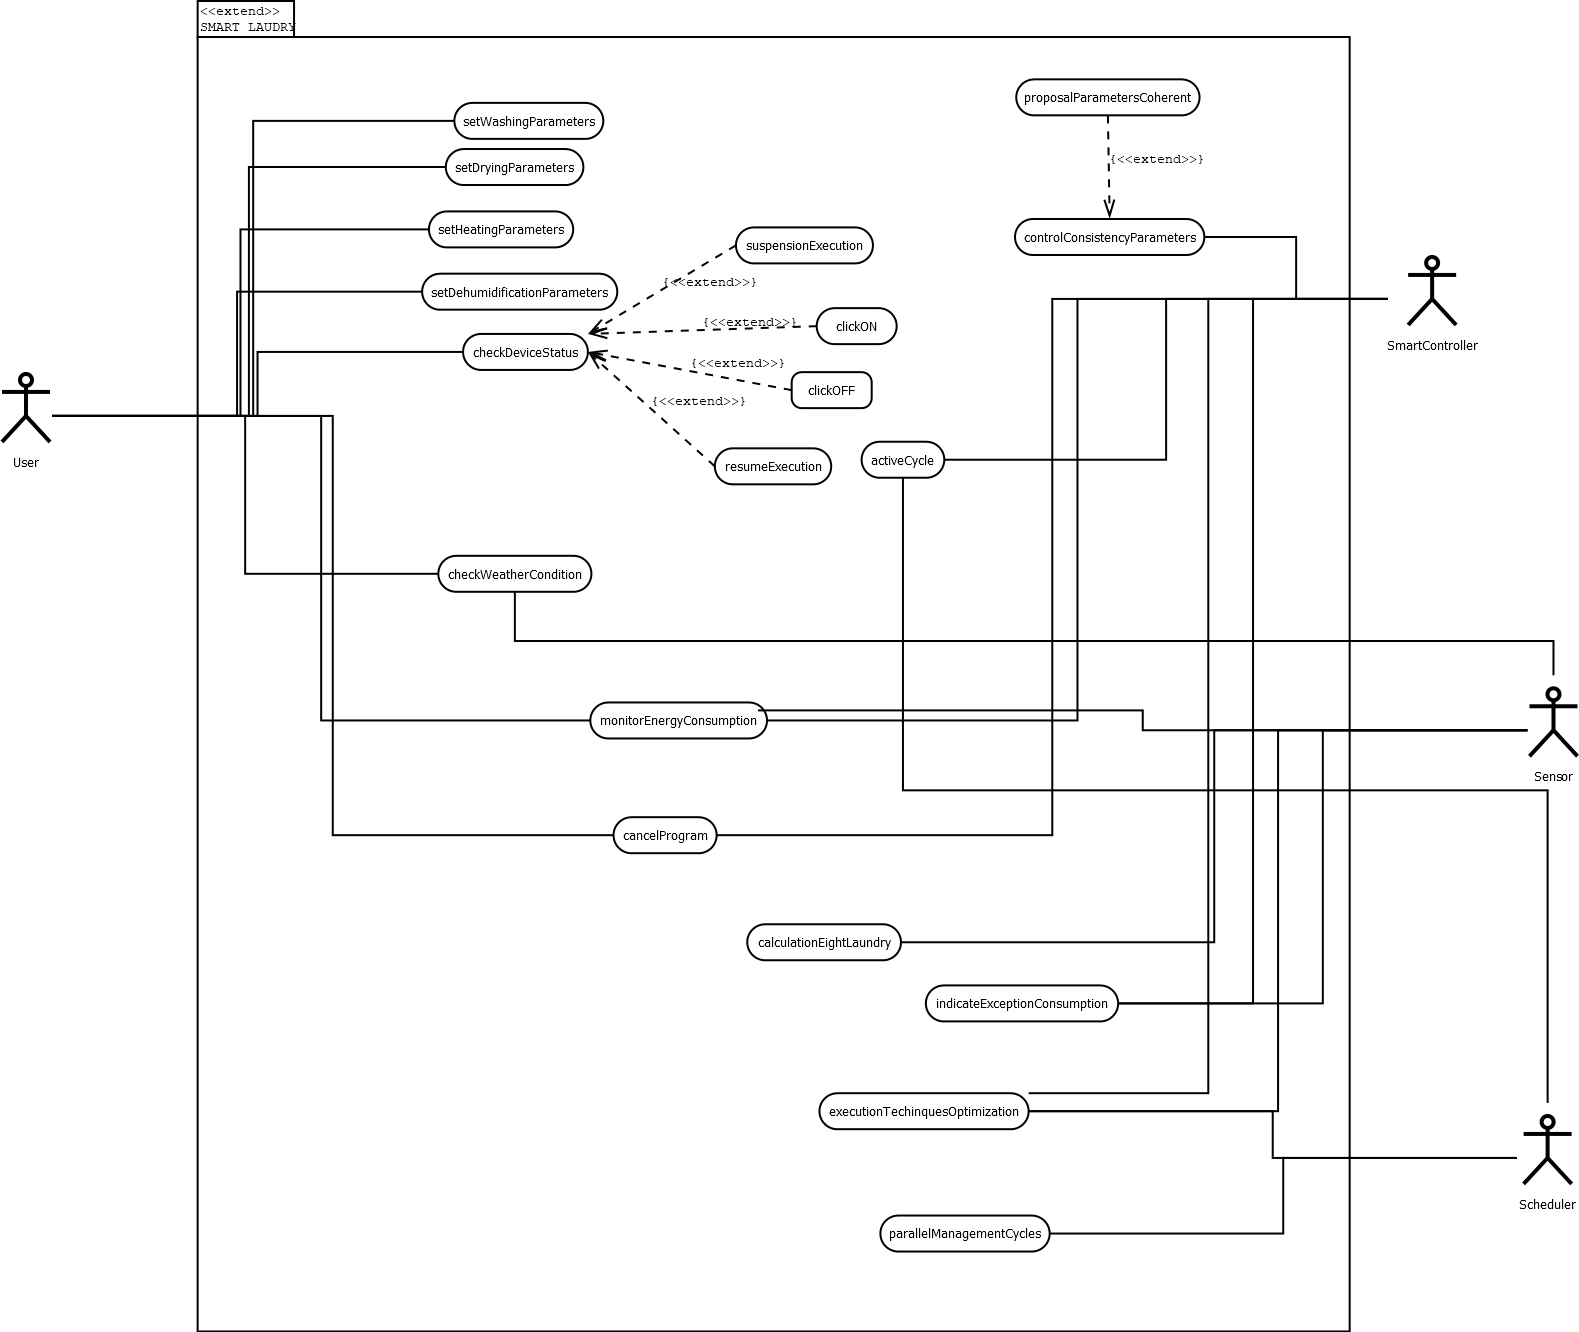 <<extend>>
SMART LAUDRY
proposalParametersCoherent
setWashingParameters
{<<extend>>}
setDryingParameters
setHeatingParameters
controlConsistencyParameters
suspensionExecution
{<<extend>>}
setDehumidificationParameters
{<<extend>>}
clickON
SmartController
checkDeviceStatus
{<<extend>>}
clickOFF
{<<extend>>}
User
resumeExecution
activeCycle
checkWeatherCondition
monitorEnergyConsumption
Sensor
cancelProgram
calculationEightLaundry
indicateExceptionConsumption
executionTechinquesOptimization
Scheduler
parallelManagementCycles